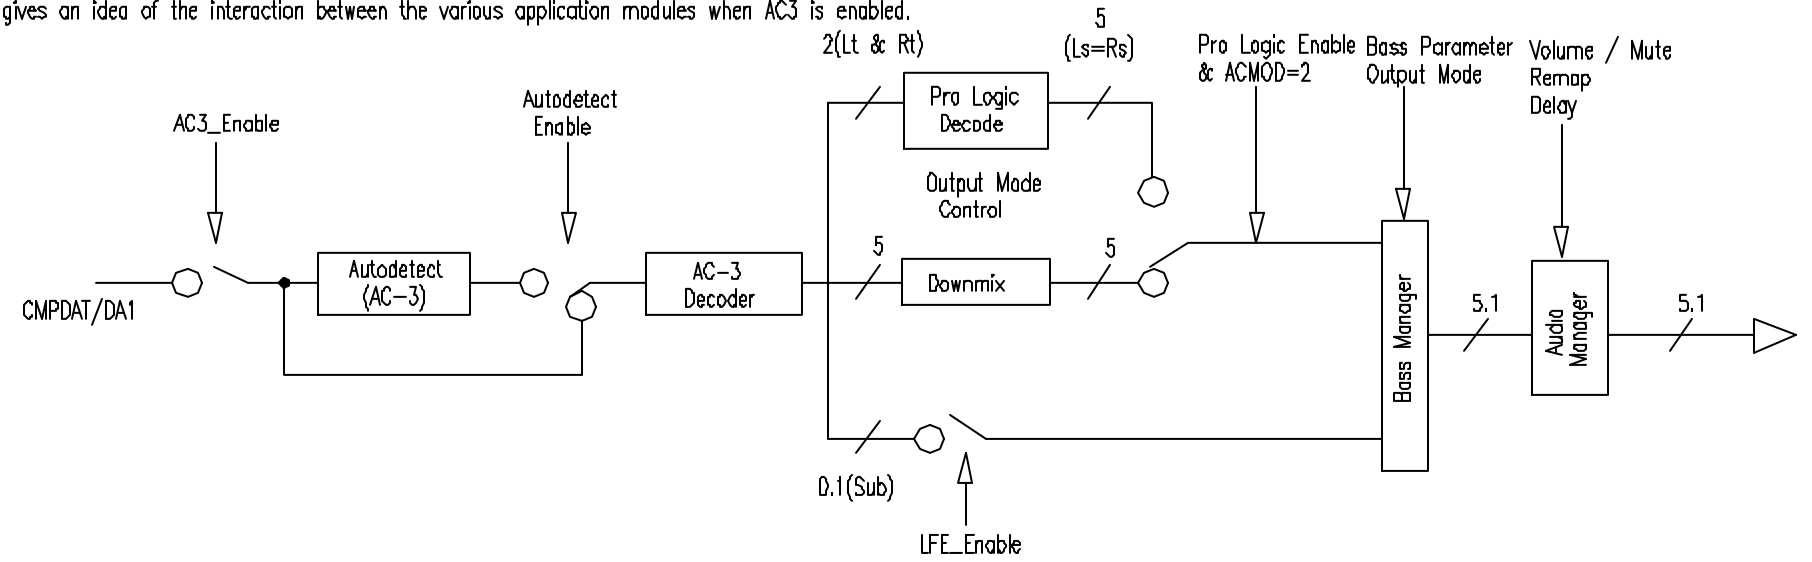 gives an idea of the interaction between the various application modules when AC3 is enabled.
5
2(Lt & Rt)
(Ls=Rs)
Pro Logic Enable
& ACMOD=2
Bass Parameter
Output Mode
Volume / Mute
Remap
Delay
AC3_Enable
Autodetect
Enable
Pro Logic
Decode
Output Mode
Control
5
5
Autodetect
(AC-3)
AC-3
Decoder
Downmix
CMPDAT/DA1
Bass Manager
5.1
Audio
Manager
5.1
0.1(Sub)
LFE_Enable